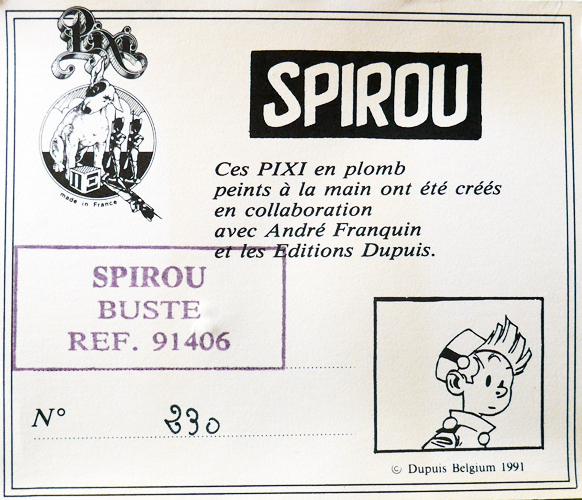 Pixi
made in France
SPIROU
Ces PIXI en plomb
peints à la main ont été créés
en collaboration
avec André Franquin
et les Editions Dupuis.
SPIROU
BUSTE
REF. 91406
N° 230
© Dupuis Belgium 1991